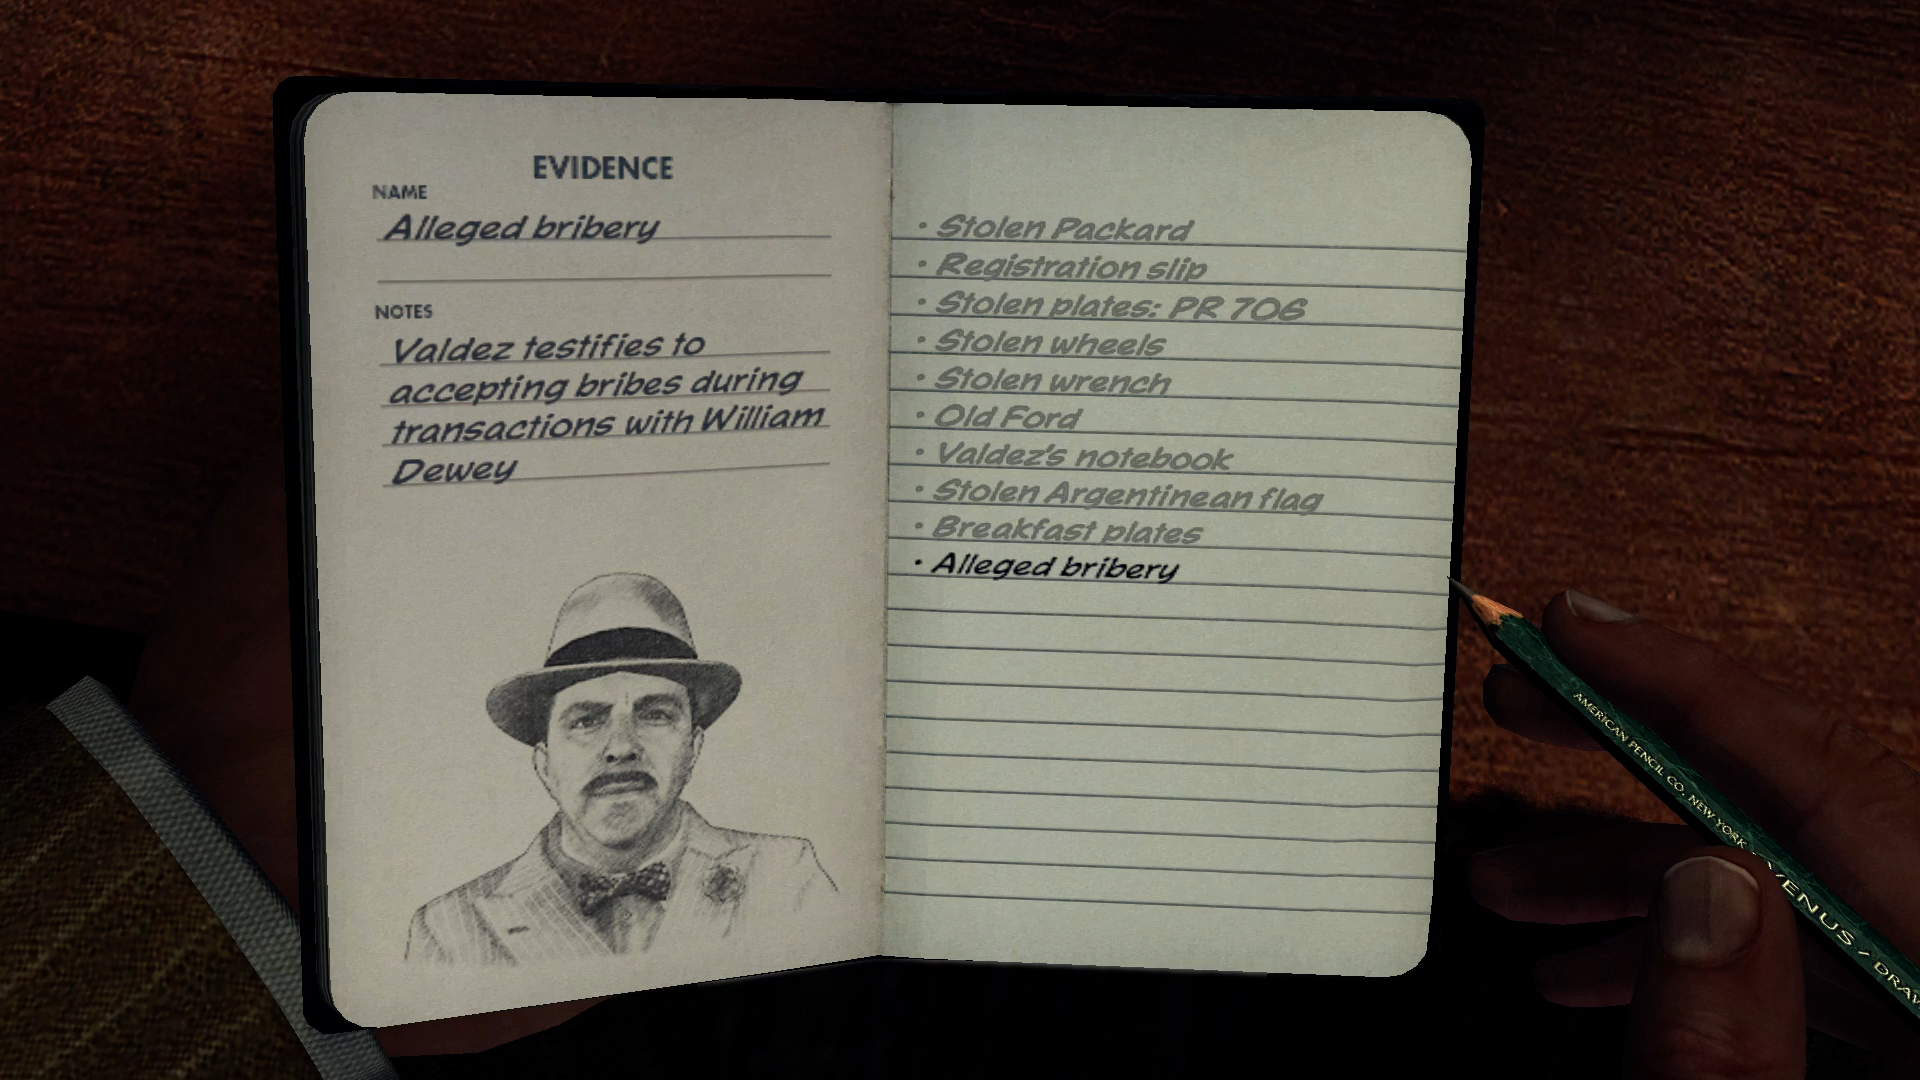 EVIDENCE
NAME
Alleged bribery
NOTES
Valdez testifies to
accepting bribes during
transactions with William
Dewey
• Stolen Packard
• Registration slip
• Stolen plates: PR 706
• Stolen wheels
• Stolen wrench
• Old Ford
• Valdez's notebook
• Stolen Argentinean flag
• Breakfast plates
• Alleged bribery
AMERICAN PENCIL CO. NEW YORK • VENUS / DRAW